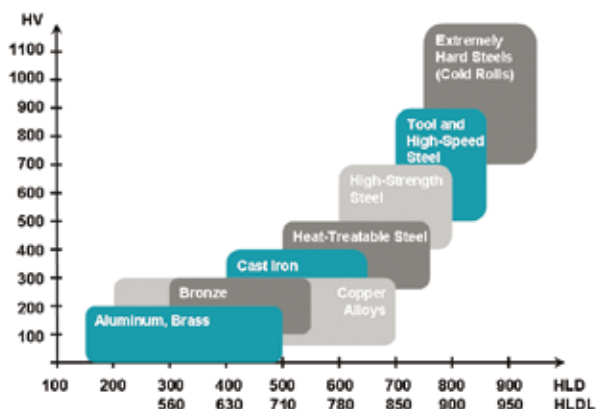 HV
1100
1000
900
800
700
600
500
400
300
200
100
Extremely
Hard Steels
(Cold Rolls)
Tool and
High-Speed
Steel
High-Strength
Steel
Heat-Treatable Steel
Cast Iron
Bronze
Copper
Alloys
Aluminum, Brass
100 200 300 400 500 600 700 800 900 HLD
560 630 710 780 850 900 950 HLDL